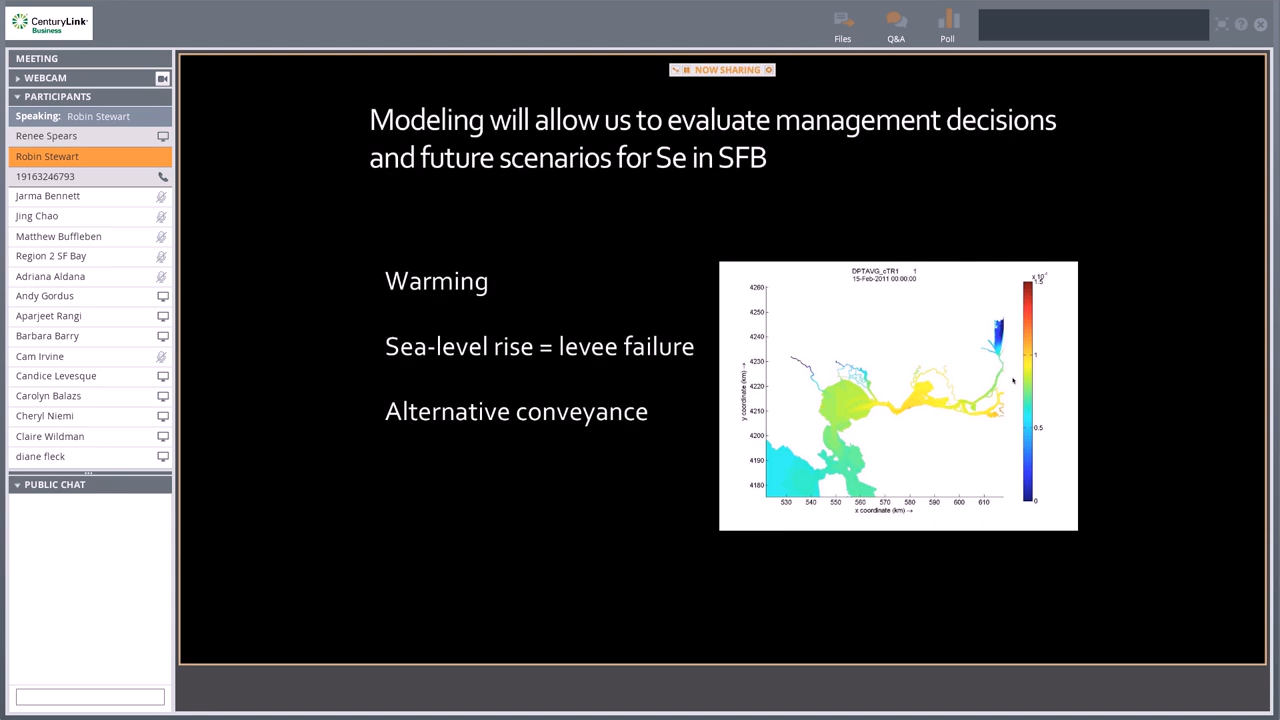 CenturyLink®
Business
Files
Q&A
Poll
MEETING
WEBCAM
PARTICIPANTS
Speaking: Robin Stewart
Renee Spears
Robin Stewart
19163246793
Jarma Bennett
Jing Chao
Matthew Buffleben
Region 2 SF Bay
Adriana Aldana
Andy Gordus
Aparjeet Rangi
Barbara Barry
Cam Irvine
Candice Levesque
Carolyn Balazs
Cheryl Niemi
Claire Wildman
diane fleck
PUBLIC CHAT
NOW SHARING
Modeling will allow us to evaluate management decisions
and future scenarios for Se in SFB
Warming
Sea-level rise = levee failure
Alternative conveyance
DPTAVG_cTR1 1
15-Feb-2011 00:00:00
4260
4250
4240
4230
4220
4210
4200
4190
4180
y coordinate (km) →
530 540 550 560 570 580 590 600 610
x coordinate (km) →
1.5
1
0.5
0